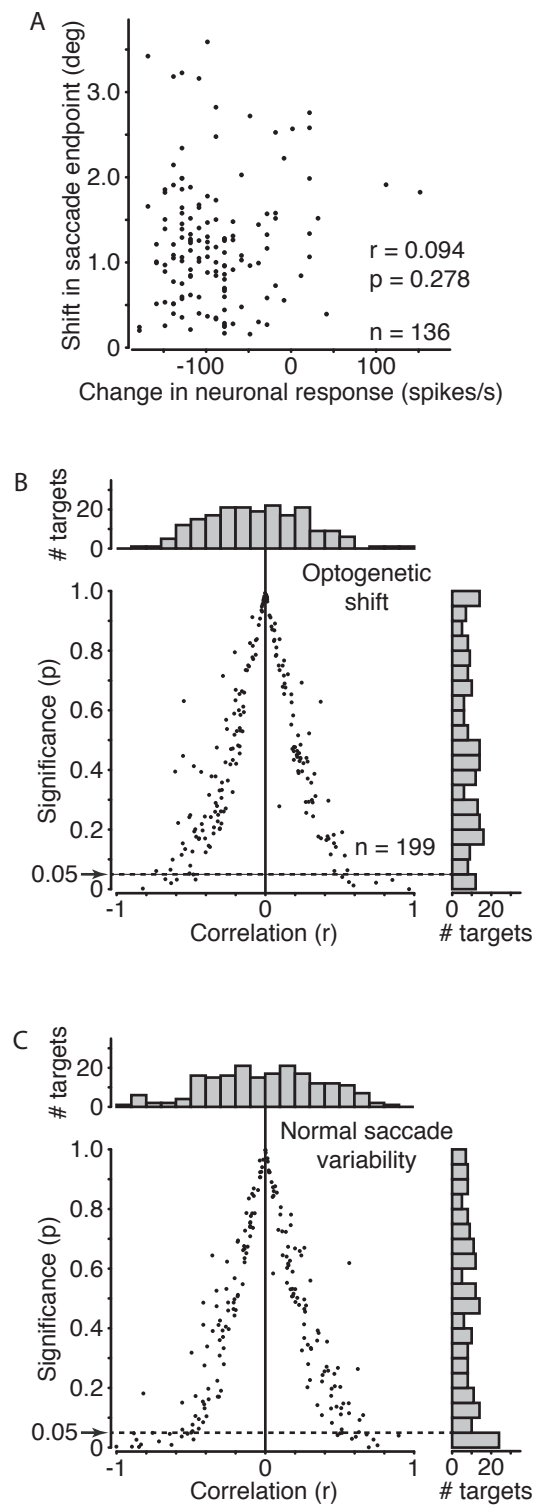 A
Shift in saccade endpoint (deg)
3.0
2.0
1.0
0
r = 0.094
p = 0.278
n = 136
-100 0 100
Change in neuronal response (spikes/s)
B
# targets
20
0
Optogenetic
shift
Significance (p)
1.0
0.8
0.6
0.4
0.2
0.05
0
n = 199
-1 0 1
Correlation (r)
0 20
# targets
C
# targets
20
0
Normal saccade
variability
Significance (p)
1.0
0.8
0.6
0.4
0.2
0.05
0
-1 0 1
Correlation (r)
0 20
# targets